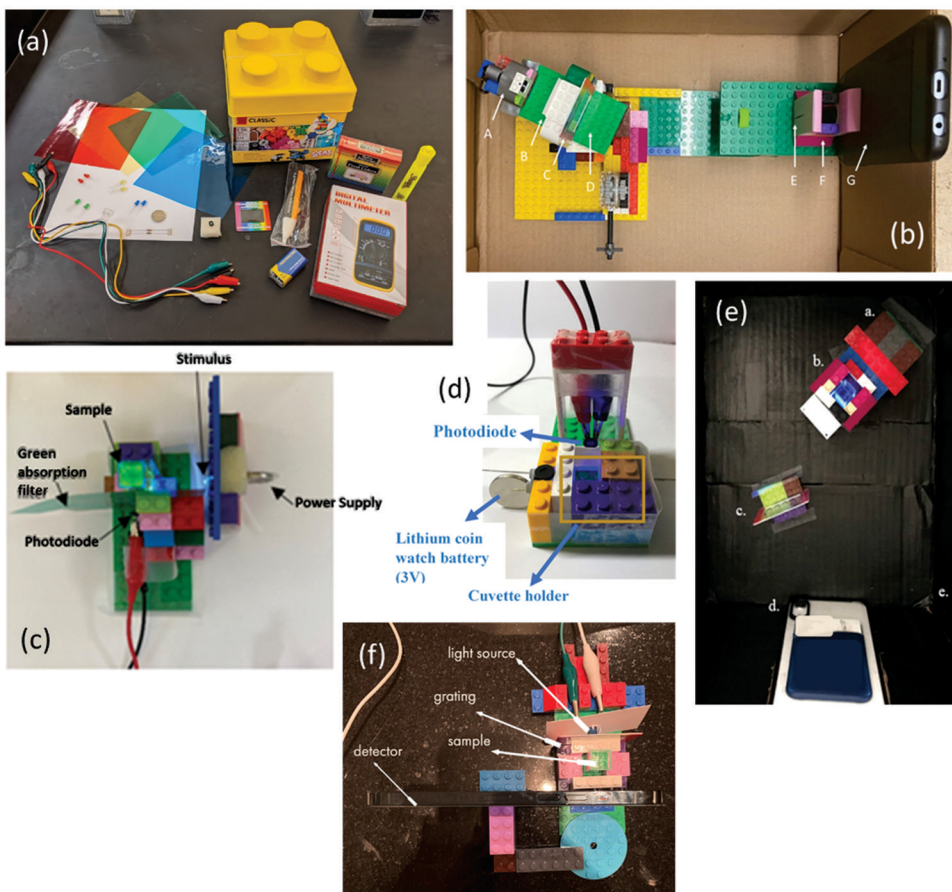 (a)
CLASSIC
DIGITAL
MULTIMETER
(b)
A
B
C
D
E
F
G
(c)
Stimulus
Sample
Green
absorption
filter
Photodiode
Power Supply
(d)
Photodiode
Lithium coin
watch battery
(3V)
Cuvette holder
(e)
a.
b.
c.
d.
e.
(f)
light source
grating
sample
detector